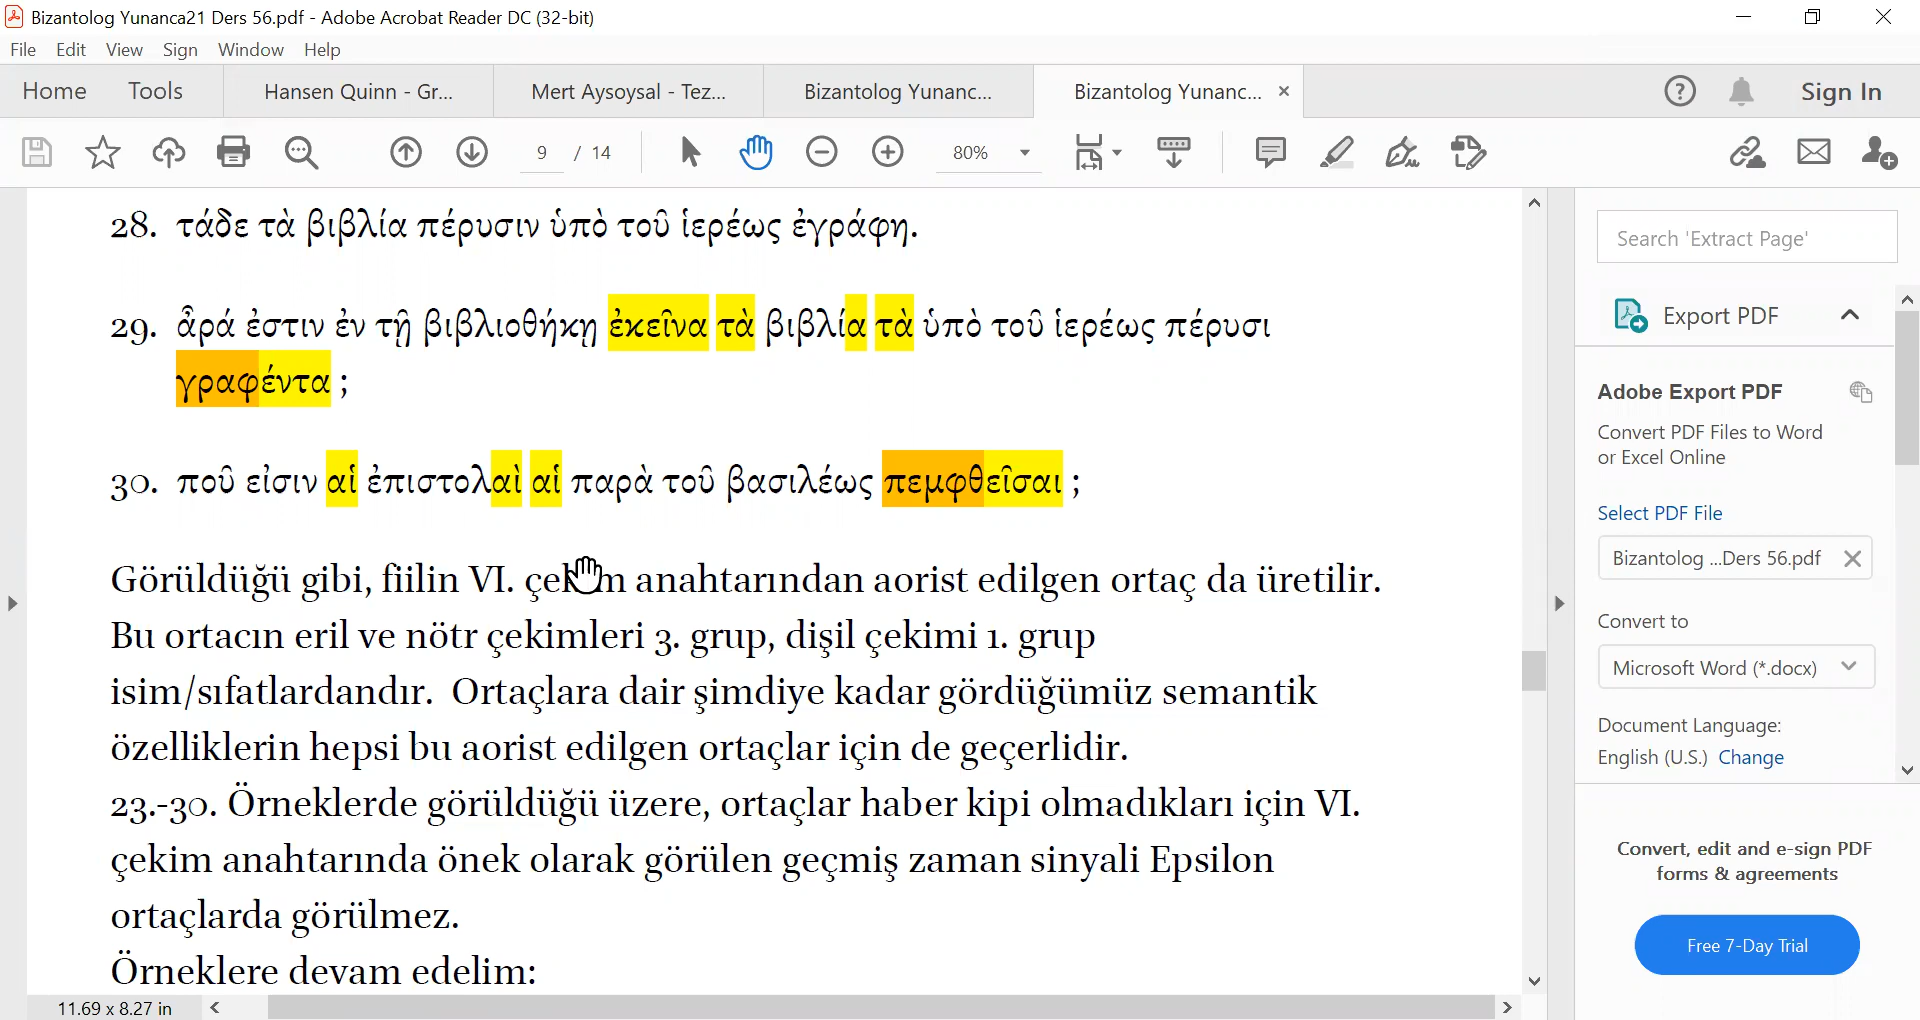 Bizantolog Yunanca21 Ders 56.pdf - Adobe Acrobat Reader DC (32-bit)
File Edit View Sign Window Help
Home Tools Hansen Quinn - Gr... Mert Aysoysal - Tez... Bizantolog Yunanc... Bizantolog Yunanc... × ? Sign In
9 / 14 80%
28. τάδε τὰ βιβλία πέρυσιν ὑπὸ τοῦ ἱερέως ἐγράφη.
29. ἆρά ἐστιν ἐν τῇ βιβλιοθήκῃ ἐκεῖνα τὰ βιβλία τὰ ὑπὸ τοῦ ἱερέως πέρυσι
γραφέντα ;
30. ποῦ εἰσιν αἱ ἐπιστολαὶ αἱ παρὰ τοῦ βασιλέως πεμφθεῖσαι ;
Görüldüğü gibi, fiilin VI. anahtarından aorist edilgen ortaç da üretilir.
Bu ortacın eril ve nötr çekimleri 3. grup, dişil çekimi 1. grup
isim/sıfatlardandır. Ortaçlara dair şimdiye kadar gördüğümüz semantik
özelliklerin hepsi bu aorist edilgen ortaçlar için de geçerlidir.
23.-30. Örneklerde görüldüğü üzere, ortaçlar haber kipi olmadıkları için VI.
çekim anahtarında önek olarak görülen geçmiş zaman sinyali Epsilon
ortaçlarda görülmez.
Örneklere devam edelim:
11.69 x 8.27 in
Search 'Extract Page'
Export PDF
Adobe Export PDF
Convert PDF Files to Word
or Excel Online
Select PDF File
Bizantolog ...Ders 56.pdf
Convert to
Microsoft Word (*.docx)
Document Language:
English (U.S.) Change
Convert, edit and e-sign PDF
forms & agreements
Free 7-Day Trial